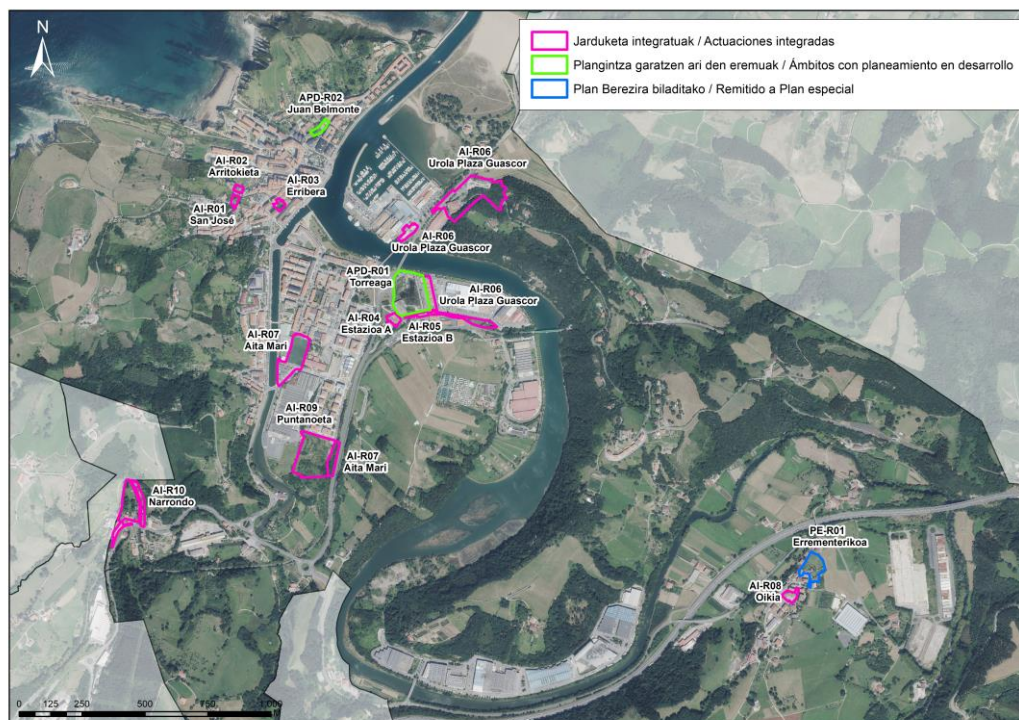 N
Jarduketa integratuak / Actuaciones integradas
Plangintza garatzen ari den eremuak / Ámbitos con planeamiento en desarrollo
Plan Berezira biladitako / Remitido a Plan especial
APD-R02
Juan Belmonte
AI-R02
Arritokieta
AI-R03
Erribera
AI-R01
San José
AI-R06
Urola Plaza Guascor
AI-R06
Urola Plaza Guascor
APD-R01
Torreaga
AI-R06
Urola Plaza Guascor
AI-R04
Estazioa A
AI-R05
Estazioa B
AI-R07
Aita Mari
AI-R09
Puntanoeta
AI-R07
Aita Mari
AI-R10
Narrondo
PE-R01
Errementerikoa
AI-R08
Oikia
0 125 250 500 750 1.000